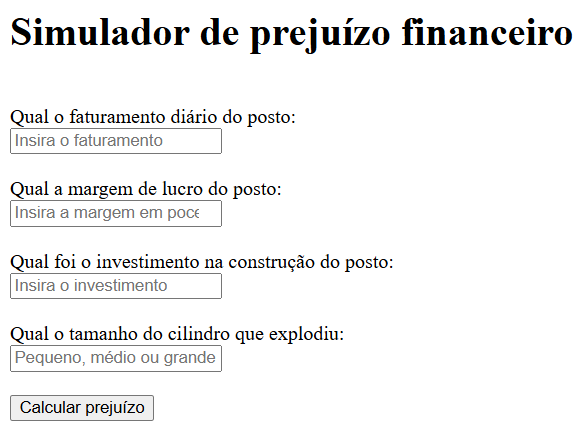 Simulador de prejuízo financeiro
Qual o faturamento diário do posto:
Insira o faturamento
Qual a margem de lucro do posto:
Insira a margem em poce
Qual foi o investimento na construção do posto:
Insira o investimento
Qual o tamanho do cilindro que explodiu:
Pequeno, médio ou grande
Calcular prejuízo